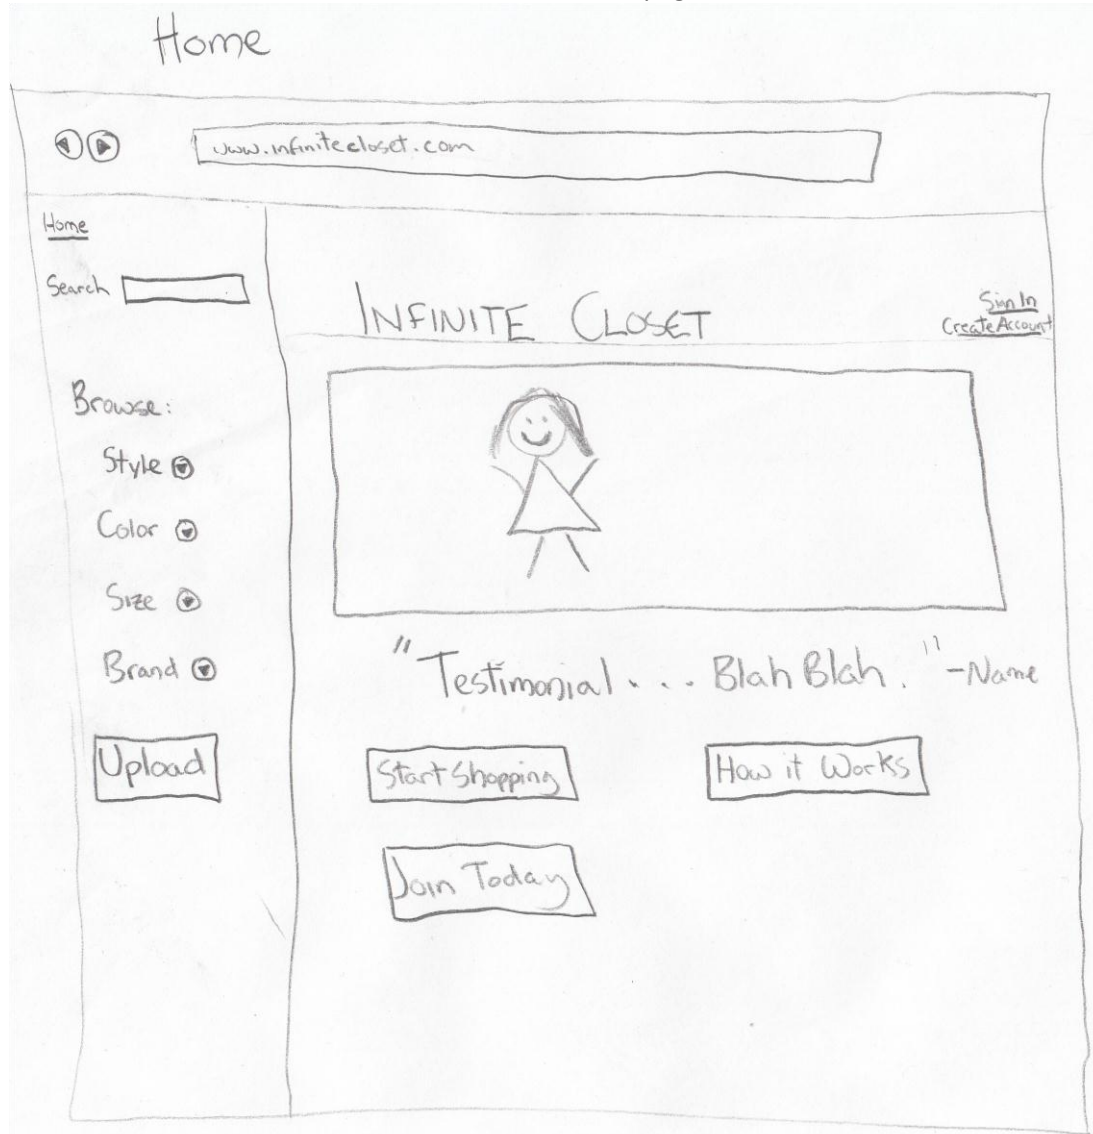 Home
www.infinitecloset.com
Home
Search
Browse:
Style
Color
Size
Brand
Upload
INFINITE CLOSET
Sign In
Create Account
"Testimonial . . . Blah Blah." -Name
Start Shopping
How it Works
Join Today